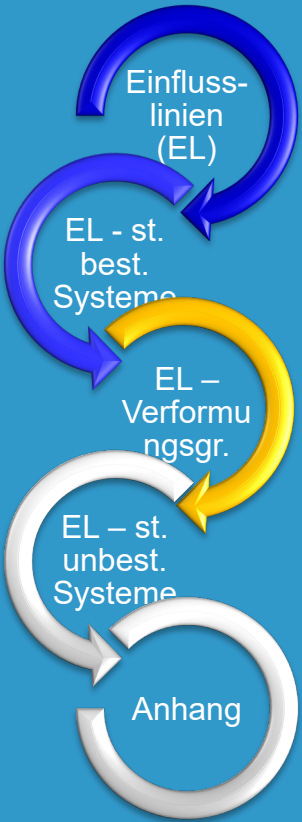 Einfluss-
linien
(EL)
EL - st.
best.
Systeme
EL –
Verformu
ngsgr.
EL – st.
unbest.
Systeme
Anhang